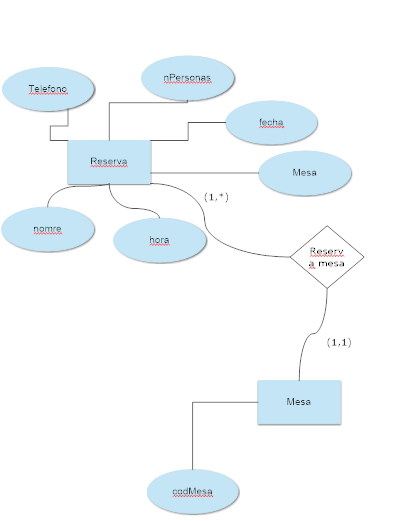 nPersonas
Telefono
fecha
Reserva
Mesa
(1,*)
nomre
hora
Reserv
a mesa
(1,1)
Mesa
codMesa